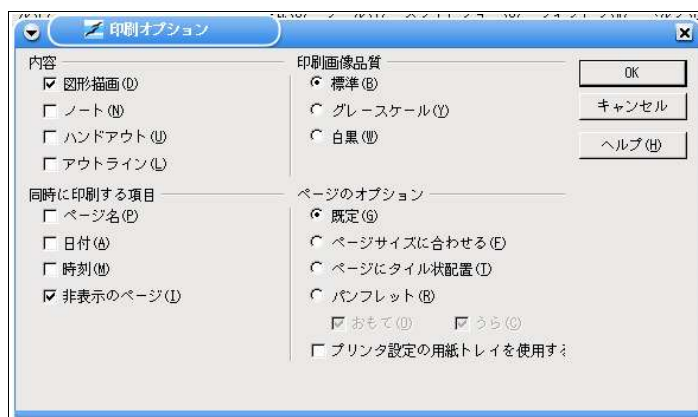 印刷オプション
内容
図形描画(D)
ノート(N)
ハンドアウト(U)
アウトライン(L)
印刷画像品質
標準(B)
グレースケール(Y)
白黒(W)
OK
キャンセル
ヘルプ(H)
同時に印刷する項目
ページ名(P)
日付(A)
時刻(M)
非表示のページ(I)
ページのオプション
既定(G)
ページサイズに合わせる(F)
ページにタイル状配置(T)
パンフレット(R)
おもて(O) うら(C)
プリンタ設定の用紙トレイを使用す